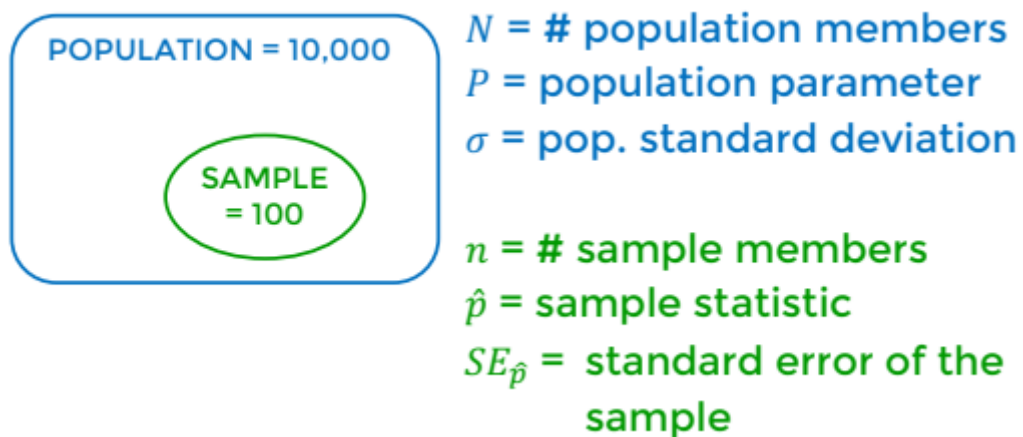 POPULATION = 10,000
SAMPLE
= 100
N = # population members
P = population parameter
σ = pop. standard deviation
n = # sample members
p̂ = sample statistic
SE_p̂ = standard error of the
sample